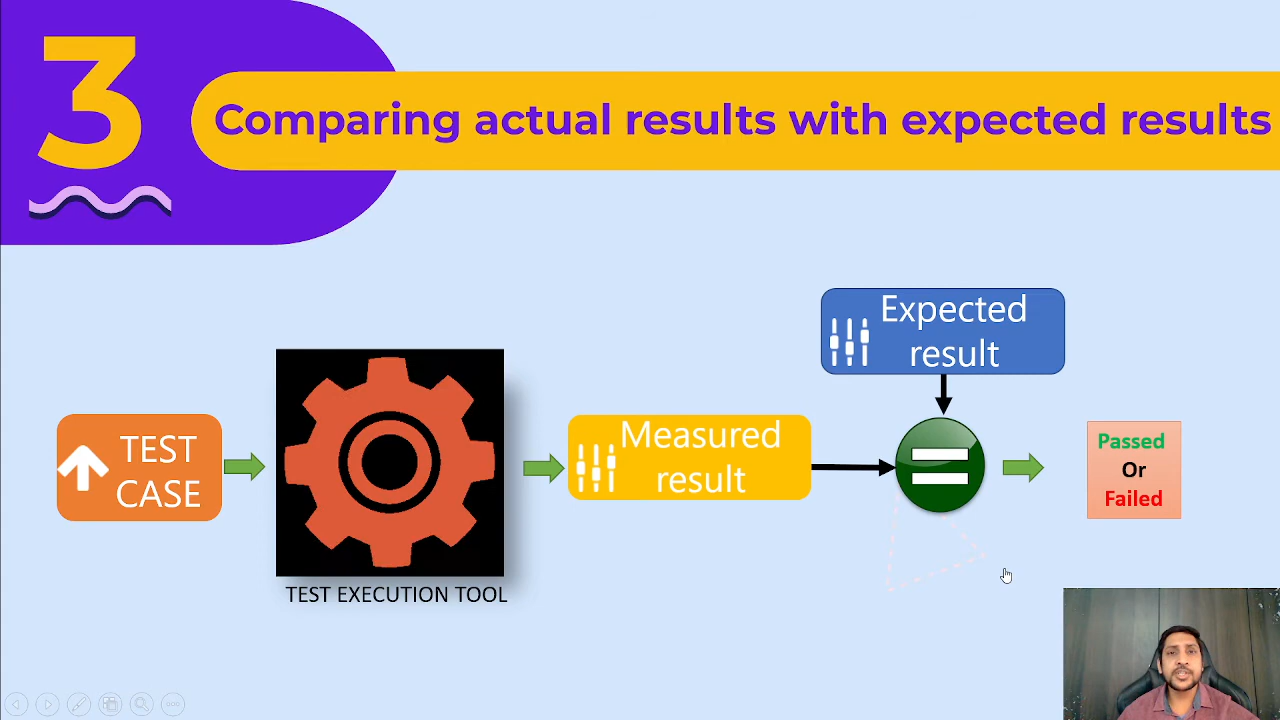 3
Comparing actual results with expected results
Expected
result
TEST
CASE
Measured
result
Passed
Or
Failed
TEST EXECUTION TOOL